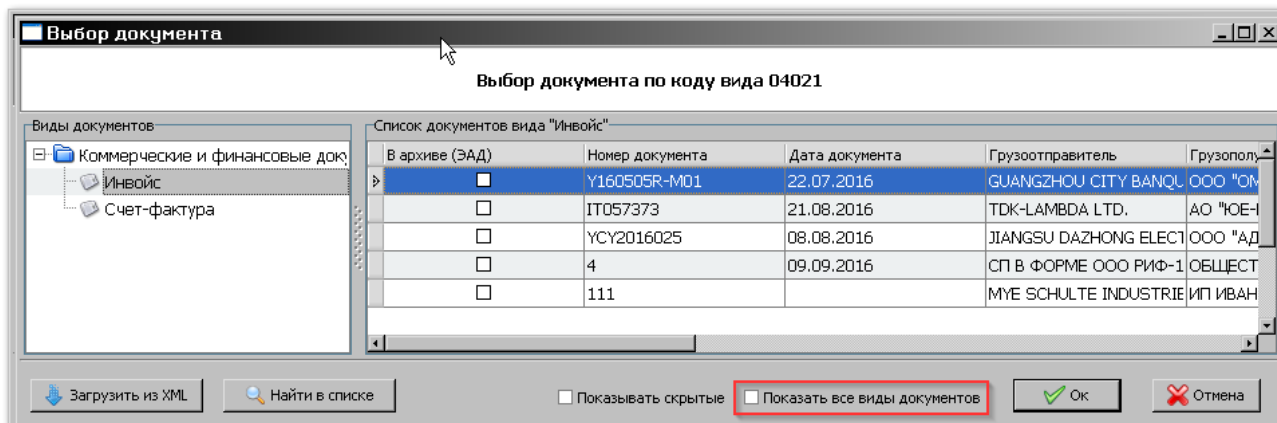 Выбор документа
Выбор документа по коду вида 04021
Виды документов
Коммерческие и финансовые доку
Инвойс
Счет-фактура
Список документов вида "Инвойс"
В архиве (ЭАД) Номер документа Дата документа Грузоотправитель Грузополу
Y160505R-M01 22.07.2016 GUANGZHOU CITY BANQU ООО "ОМ
IT057373 21.08.2016 TDK-LAMBDA LTD. АО "ЮЕ-
YCY2016025 08.08.2016 JIANGSU DAZHONG ELECT ООО "АД
4 09.09.2016 СП В ФОРМЕ ООО РИФ-1 ОБЩЕСТ
111 MYE SCHULTE INDUSTRIE ИП ИВАН
Загрузить из XML Найти в списке Показывать скрытые Показать все виды документов Ок Отмена